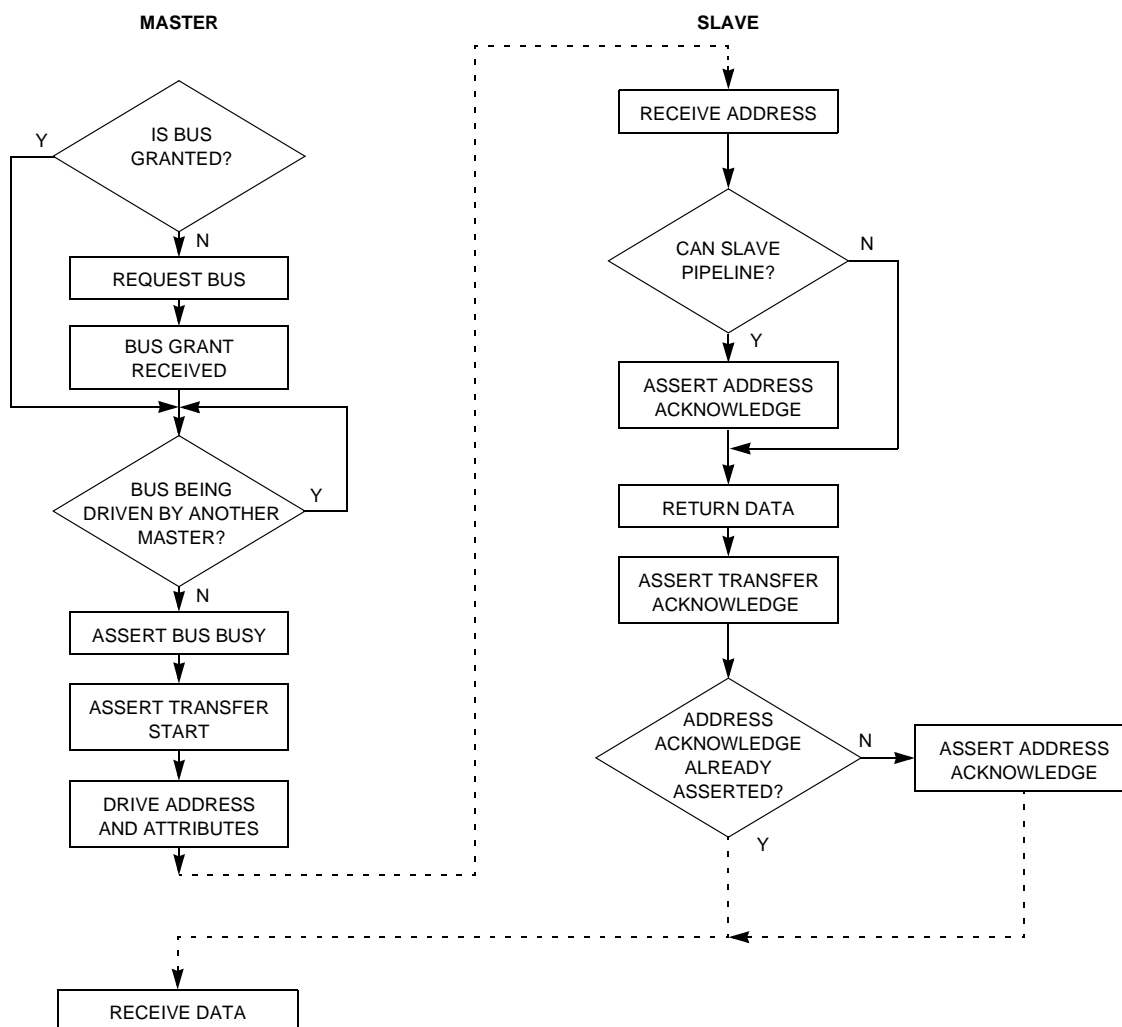 MASTER
SLAVE
IS BUS
GRANTED?
Y
N
REQUEST BUS
BUS GRANT
RECEIVED
BUS BEING
DRIVEN BY ANOTHER
MASTER?
Y
N
ASSERT BUS BUSY
ASSERT TRANSFER
START
DRIVE ADDRESS
AND ATTRIBUTES
RECEIVE ADDRESS
CAN SLAVE
PIPELINE?
N
Y
ASSERT ADDRESS
ACKNOWLEDGE
RETURN DATA
ASSERT TRANSFER
ACKNOWLEDGE
ADDRESS
ACKNOWLEDGE
ALREADY
ASSERTED?
N
Y
ASSERT ADDRESS
ACKNOWLEDGE
RECEIVE DATA